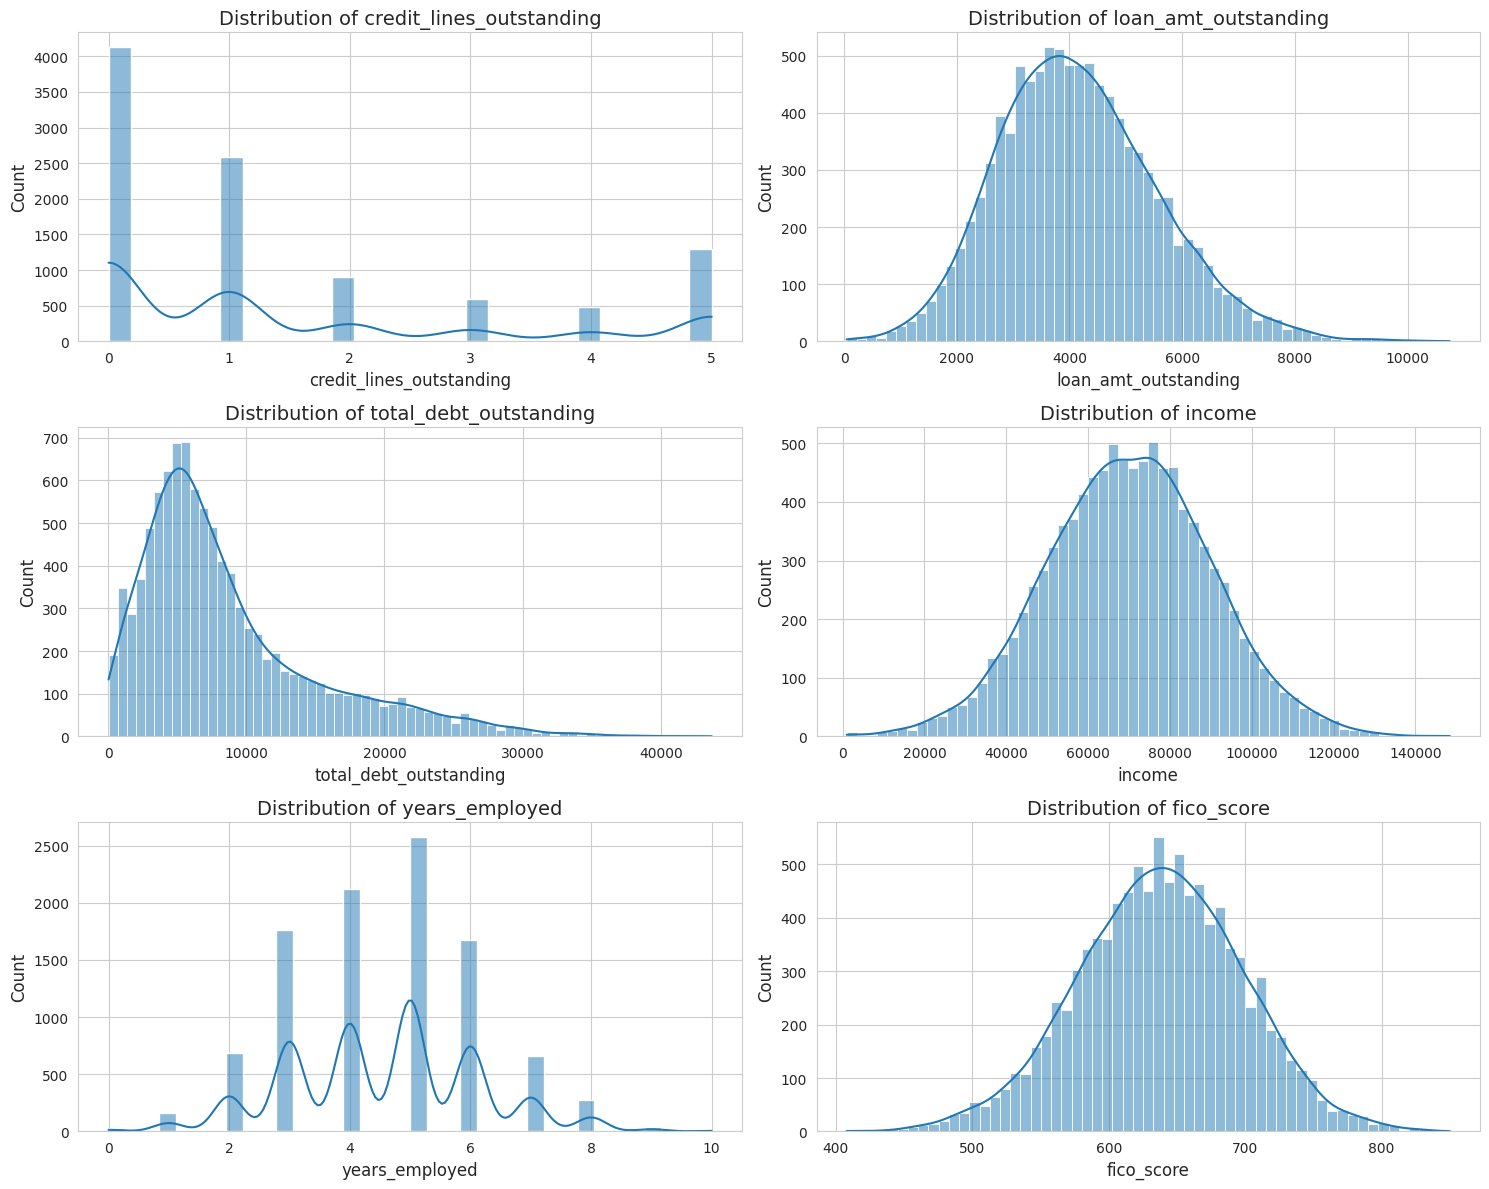 Distribution of credit_lines_outstanding
4000
3500
3000
2500
2000
1500
1000
500
0
Count
0 1 2 3 4 5
credit_lines_outstanding
Distribution of loan_amt_outstanding
500
400
300
200
100
0
Count
0 2000 4000 6000 8000 10000
loan_amt_outstanding
Distribution of total_debt_outstanding
700
600
500
400
300
200
100
0
Count
0 10000 20000 30000 40000
total_debt_outstanding
Distribution of income
500
400
300
200
100
0
Count
0 20000 40000 60000 80000 100000 120000 140000
income
Distribution of years_employed
2500
2000
1500
1000
500
0
Count
0 2 4 6 8 10
years_employed
Distribution of fico_score
500
400
300
200
100
0
Count
400 500 600 700 800
fico_score